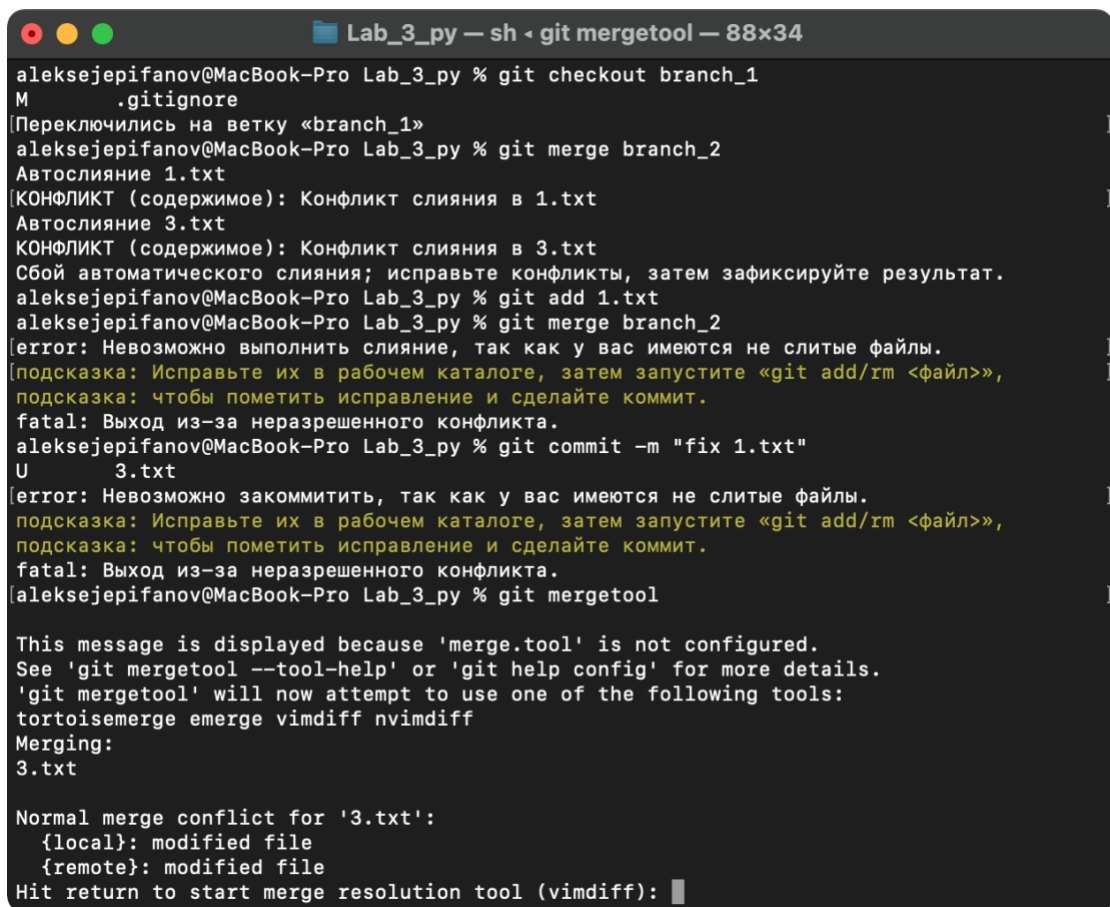 Lab_3_py — sh ◂ git mergetool — 88×34
aleksejepifanov@MacBook-Pro Lab_3_py % git checkout branch_1
M       .gitignore
[Переключились на ветку «branch_1» ]
aleksejepifanov@MacBook-Pro Lab_3_py % git merge branch_2
Автослияние 1.txt
[КОНФЛИКТ (содержимое): Конфликт слияния в 1.txt ]
Автослияние 3.txt
КОНФЛИКТ (содержимое): Конфликт слияния в 3.txt
Сбой автоматического слияния; исправьте конфликты, затем зафиксируйте результат.
aleksejepifanov@MacBook-Pro Lab_3_py % git add 1.txt
aleksejepifanov@MacBook-Pro Lab_3_py % git merge branch_2
[error: Невозможно выполнить слияние, так как у вас имеются не слитые файлы. ]
[подсказка: Исправьте их в рабочем каталоге, затем запустите «git add/rm <файл>», ]
подсказка: чтобы пометить исправление и сделайте коммит.
fatal: Выход из-за неразрешенного конфликта.
aleksejepifanov@MacBook-Pro Lab_3_py % git commit -m "fix 1.txt"
U       3.txt
[error: Невозможно закоммитить, так как у вас имеются не слитые файлы. ]
подсказка: Исправьте их в рабочем каталоге, затем запустите «git add/rm <файл>»,
подсказка: чтобы пометить исправление и сделайте коммит.
fatal: Выход из-за неразрешенного конфликта.
[aleksejepifanov@MacBook-Pro Lab_3_py % git mergetool ]
This message is displayed because 'merge.tool' is not configured.
See 'git mergetool --tool-help' or 'git help config' for more details.
'git mergetool' will now attempt to use one of the following tools:
tortoisemerge emerge vimdiff nvimdiff
Merging:
3.txt
Normal merge conflict for '3.txt':
  {local}: modified file
  {remote}: modified file
Hit return to start merge resolution tool (vimdiff):